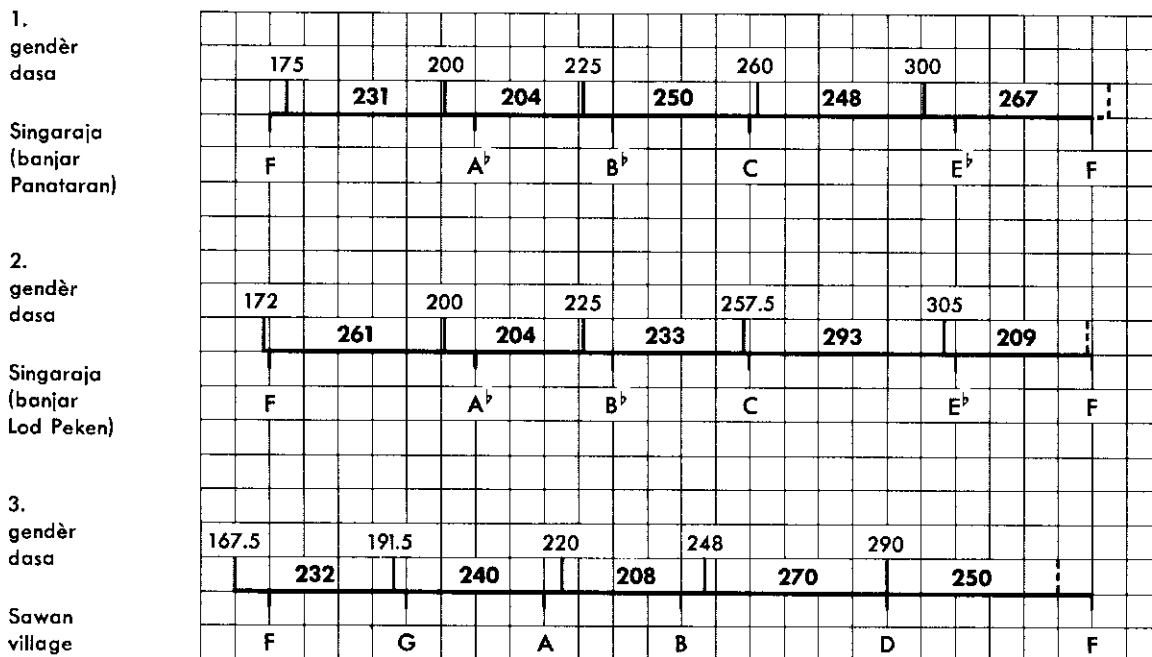 1.
gendèr
dasa
Singaraja
(banjar
Panataran)
175 200 225 260 300
231 204 250 248 267
F A♭ B♭ C E♭ F
2.
gendèr
dasa
Singaraja
(banjar
Lod Peken)
172 200 225 257.5 305
261 204 233 293 209
F A♭ B♭ C E♭ F
3.
gendèr
dasa
Sawan
village
167.5 191.5 220 248 290
232 240 208 270 250
F G A B D F